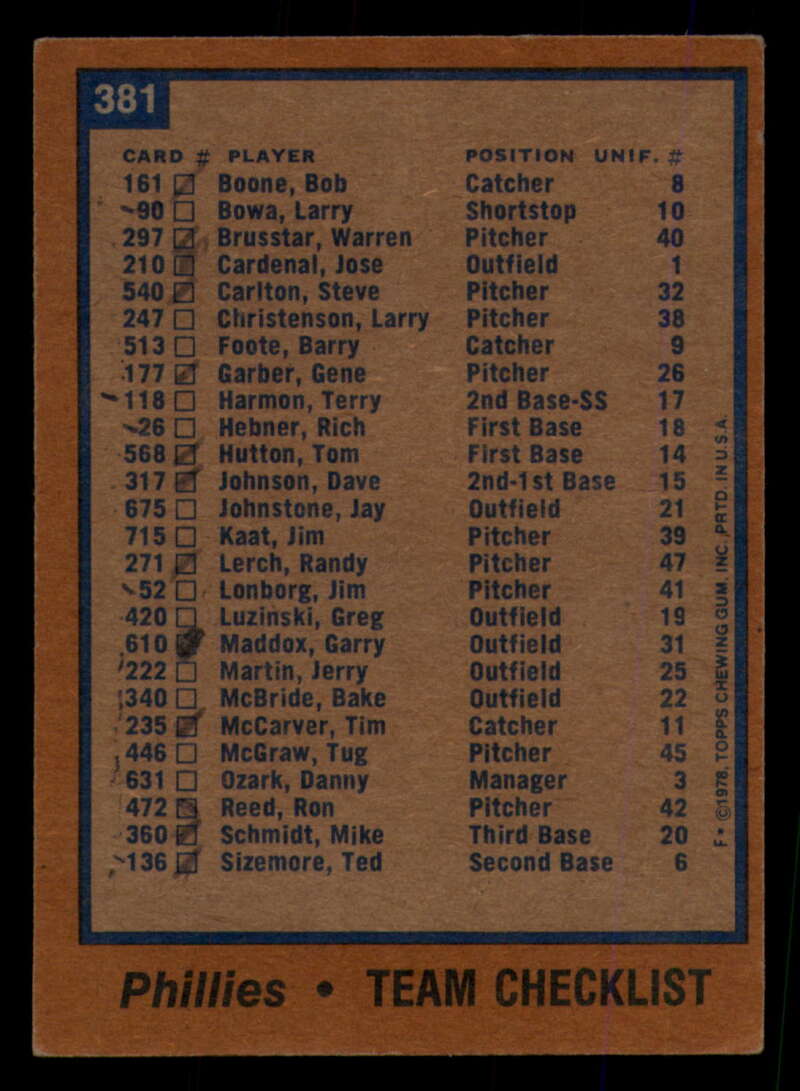 381
CARD # PLAYER POSITION UNIF. #
161 Boone, Bob Catcher 8
90 Bowa, Larry Shortstop 10
297 Brusstar, Warren Pitcher 40
210 Cardenal, Jose Outfield 1
540 Carlton, Steve Pitcher 32
247 Christenson, Larry Pitcher 38
513 Foote, Barry Catcher 9
177 Garber, Gene Pitcher 26
118 Harmon, Terry 2nd Base-SS 17
26 Hebner, Rich First Base 18
568 Hutton, Tom First Base 14
317 Johnson, Dave 2nd-1st Base 15
675 Johnstone, Jay Outfield 21
715 Kaat, Jim Pitcher 39
271 Lerch, Randy Pitcher 47
52 Lonborg, Jim Pitcher 41
420 Luzinski, Greg Outfield 19
610 Maddox, Garry Outfield 31
222 Martin, Jerry Outfield 25
340 McBride, Bake Outfield 22
235 McCarver, Tim Catcher 11
446 McGraw, Tug Pitcher 45
631 Ozark, Danny Manager 3
472 Reed, Ron Pitcher 42
360 Schmidt, Mike Third Base 20
136 Sizemore, Ted Second Base 6
F• ©1978, TOPPS CHEWING GUM, INC. PRTD. IN U.S.A.
Phillies • TEAM CHECKLIST